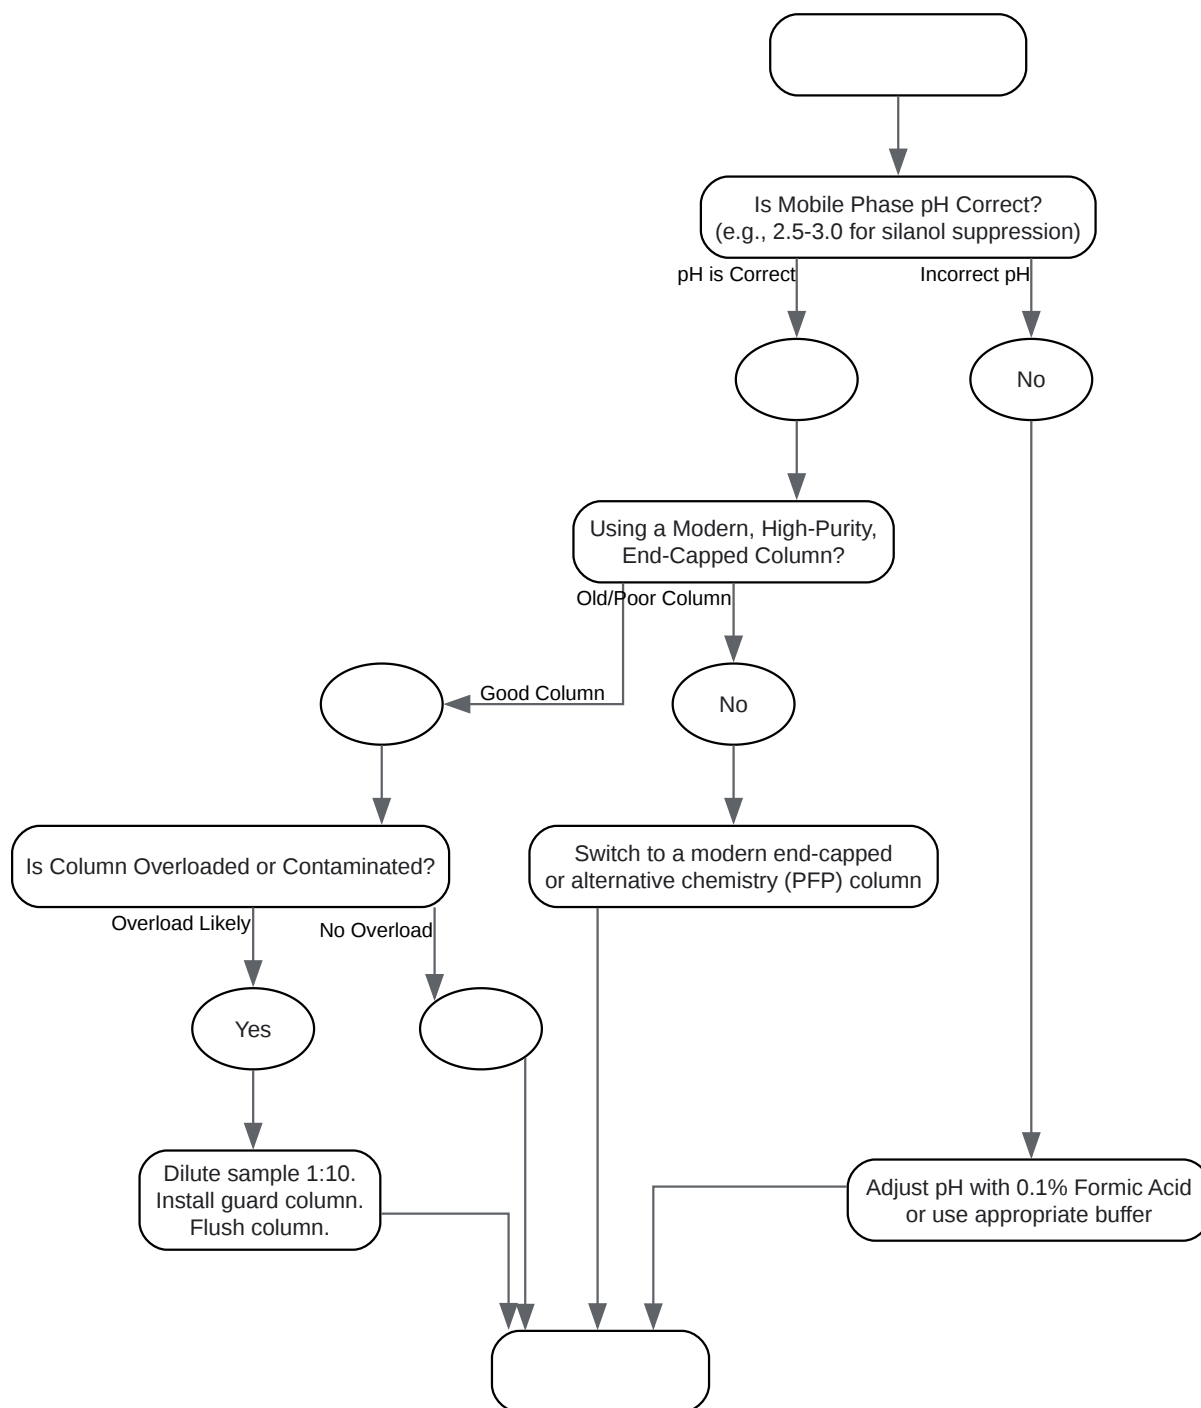 Is Mobile Phase pH Correct?
(e.g., 2.5-3.0 for silanol suppression)
pH is Correct
Incorrect pH
No
Using a Modern, High-Purity,
End-Capped Column?
Old/Poor Column
Good Column
No
Is Column Overloaded or Contaminated?
Switch to a modern end-capped
or alternative chemistry (PFP) column
Overload Likely
No Overload
Yes
Dilute sample 1:10.
Install guard column.
Flush column.
Adjust pH with 0.1% Formic Acid
or use appropriate buffer